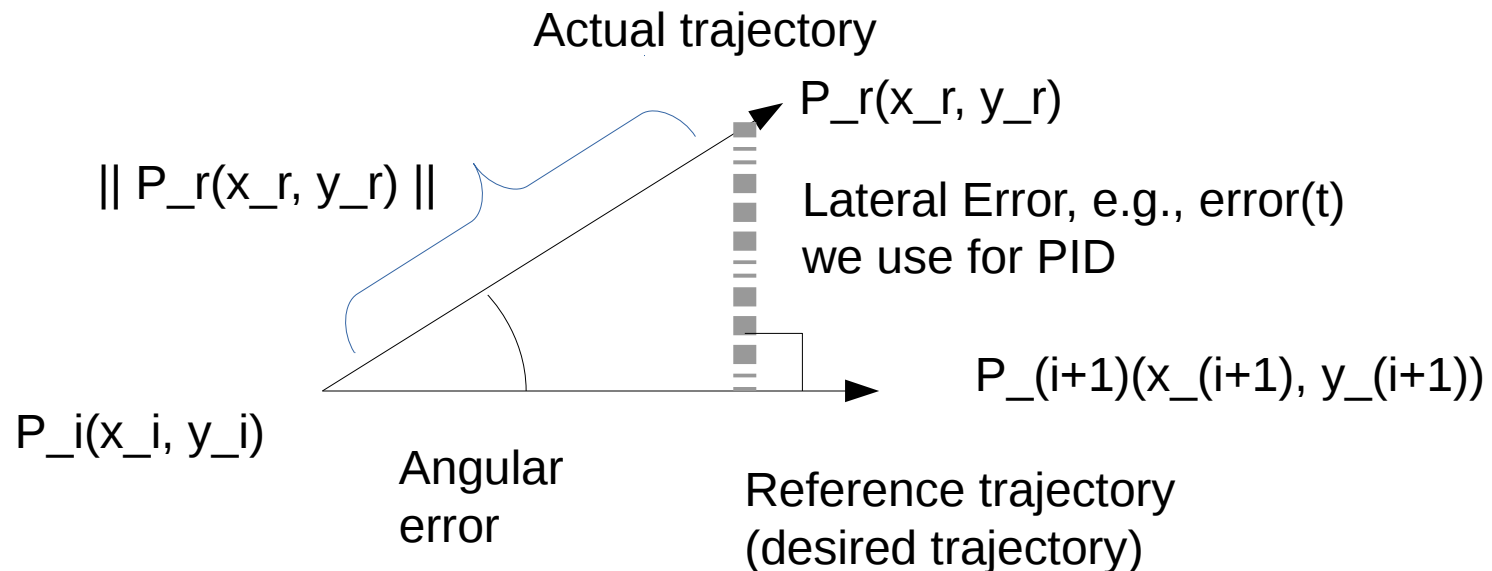 Actual trajectory
P_r(x_r, y_r)
|| P_r(x_r, y_r) ||
Lateral Error, e.g., error(t)
we use for PID
P_(i+1)(x_(i+1), y_(i+1))
P_i(x_i, y_i)
Angular
error
Reference trajectory
(desired trajectory)